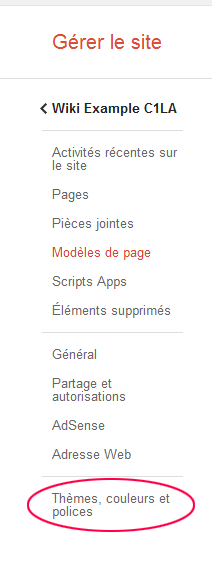 Gérer le site
Wiki Example C1LA
Activités récentes sur
le site
Pages
Pièces jointes
Modèles de page
Scripts Apps
Éléments supprimés
Général
Partage et
autorisations
AdSense
Adresse Web
Thèmes, couleurs et
polices